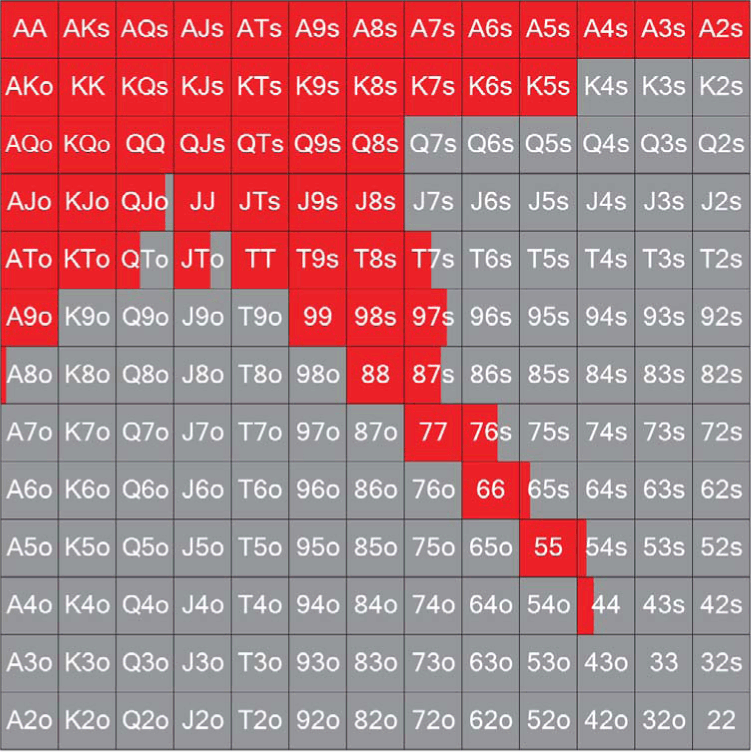 AA AKs AQs AJs ATs A9s A8s A7s A6s A5s A4s A3s A2s
AKo KK KQs KJs KTs K9s K8s K7s K6s K5s K4s K3s K2s
AQo KQo QQ QJs QTs Q9s Q8s Q7s Q6s Q5s Q4s Q3s Q2s
AJo KJo QJo JJ JTs J9s J8s J7s J6s J5s J4s J3s J2s
ATo KTo QTo JTo TT T9s T8s T7s T6s T5s T4s T3s T2s
A9o K9o Q9o J9o T9o 99 98s 97s 96s 95s 94s 93s 92s
A8o K8o Q8o J8o T8o 98o 88 87s 86s 85s 84s 83s 82s
A7o K7o Q7o J7o T7o 97o 87o 77 76s 75s 74s 73s 72s
A6o K6o Q6o J6o T6o 96o 86o 76o 66 65s 64s 63s 62s
A5o K5o Q5o J5o T5o 95o 85o 75o 65o 55 54s 53s 52s
A4o K4o Q4o J4o T4o 94o 84o 74o 64o 54o 44 43s 42s
A3o K3o Q3o J3o T3o 93o 83o 73o 63o 53o 43o 33 32s
A2o K2o Q2o J2o T2o 92o 82o 72o 62o 52o 42o 32o 22